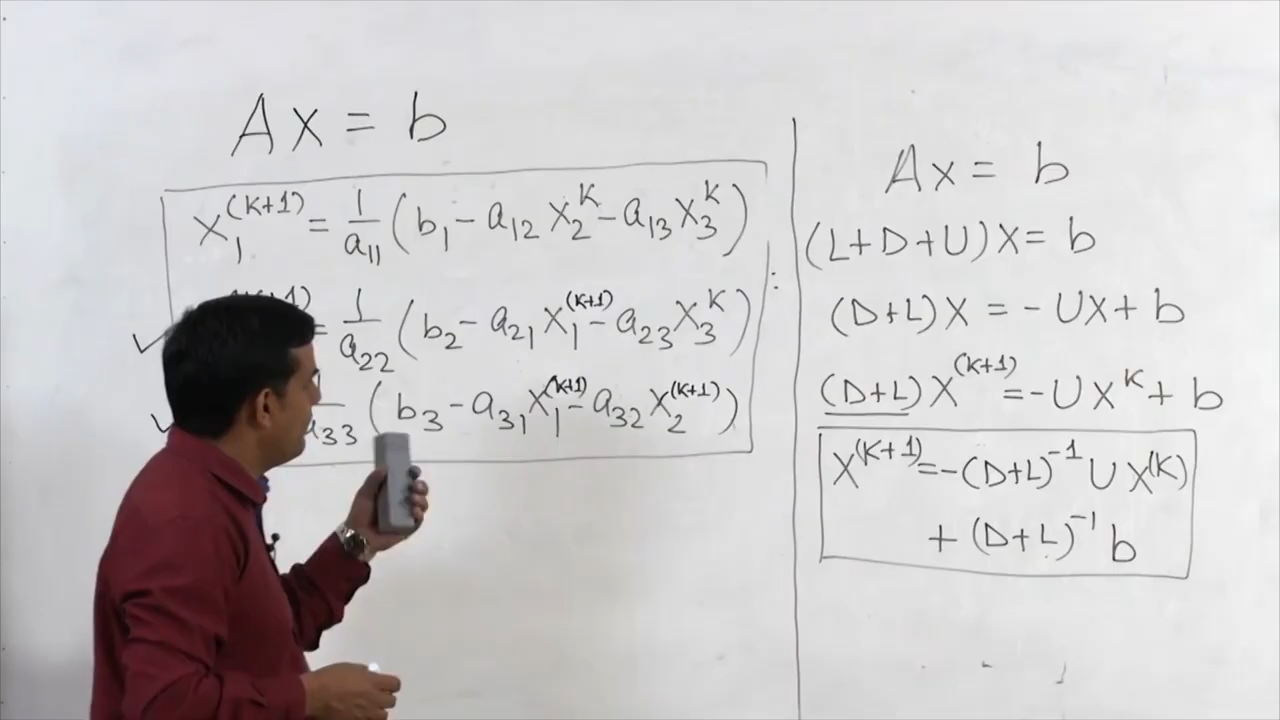 Ax = b
x₁^(K+1) = 1/a₁₁ (b₁ - a₁₂ x₂^K - a₁₃ x₃^K)
= 1/a₂₂ (b₂ - a₂₁ x₁^(K+1) - a₂₃ x₃^K)
a₃₃ (b₃ - a₃₁ x₁^(K+1) - a₃₂ x₂^(K+1))
Ax = b
(L+D+U)x = b
(D+L)x = -Ux + b
(D+L)x^(K+1) = -Ux^K + b
x^(K+1) = -(D+L)^-1 U x^(K)
+ (D+L)^-1 b